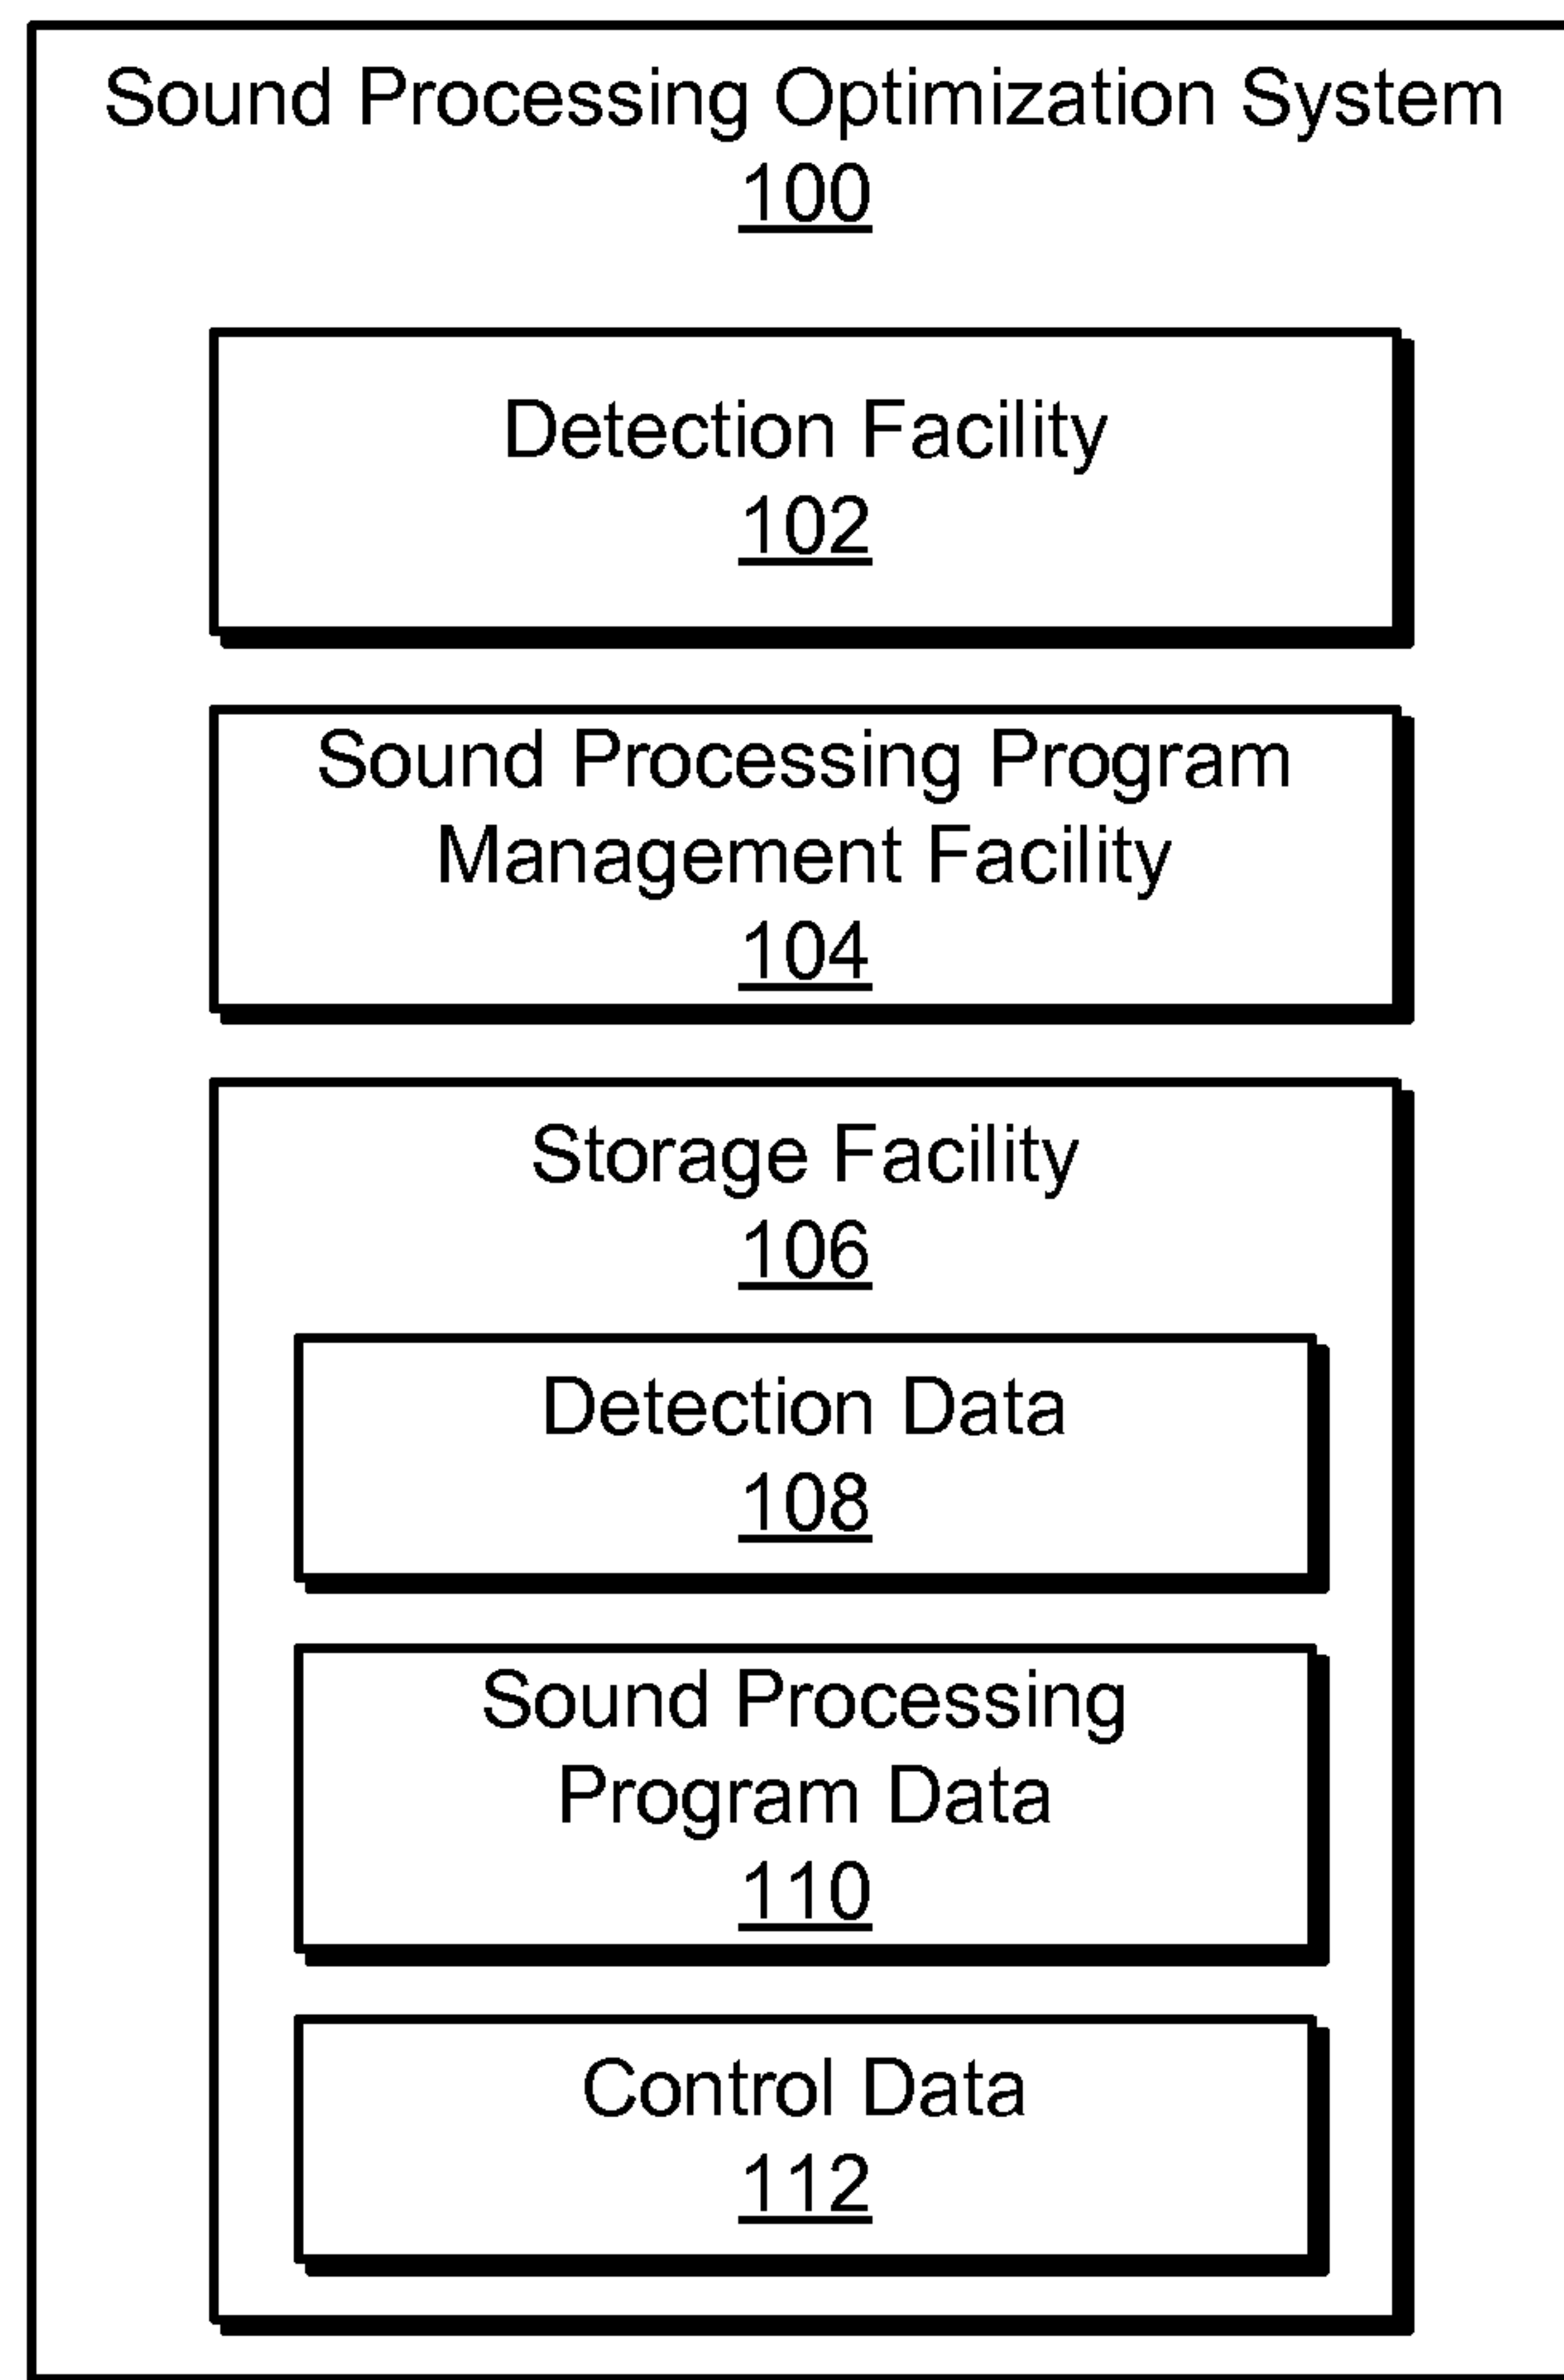 Sound Processing Optimization System
100
Detection Facility
102
Sound Processing Program
Management Facility
104
Storage Facility
106
Detection Data
108
Sound Processing
Program Data
110
Control Data
112